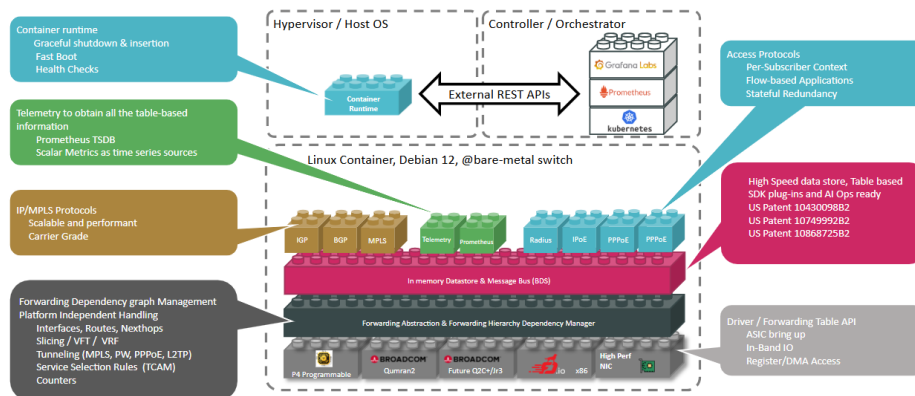 Container runtime
Graceful shutdown & insertion
Fast Boot
Health Checks
Telemetry to obtain all the table-based
information
Prometheus TSDB
Scalar Metrics as time series sources
IP/MPLS Protocols
Scalable and performant
Carrier Grade
Forwarding Dependency graph Management
Platform Independent Handling
Interfaces, Routes, Nexthops
Slicing / VFT / VRF
Tunneling (MPLS, PW, PPPoE, L2TP)
Service Selection Rules (TCAM)
Counters
Hypervisor / Host OS
Container
Runtime
External REST APIs
Controller / Orchestrator
Grafana Labs
Prometheus
kubernetes
Linux Container, Debian 12, @bare-metal switch
IGP
BGP
MPLS
Telemetry
Prometheus
Radius
IPoE
PPPoE
PPPoE
In memory Datastore & Message Bus (BDS)
Forwarding Abstraction & Forwarding Hierarchy Dependency Manager
P4 Programmable
BROADCOM
Qumran2
BROADCOM
Future Q2C+/Jr3
io
x86
High Perf
NIC
Access Protocols
Per-Subscriber Context
Flow-based Applications
Stateful Redundancy
High Speed data store, Table based
SDK plug-ins and AI Ops ready
US Patent 10430098B2
US Patent 10749992B2
US Patent 10868725B2
Driver / Forwarding Table API
ASIC bring up
In-Band IO
Register/DMA Access